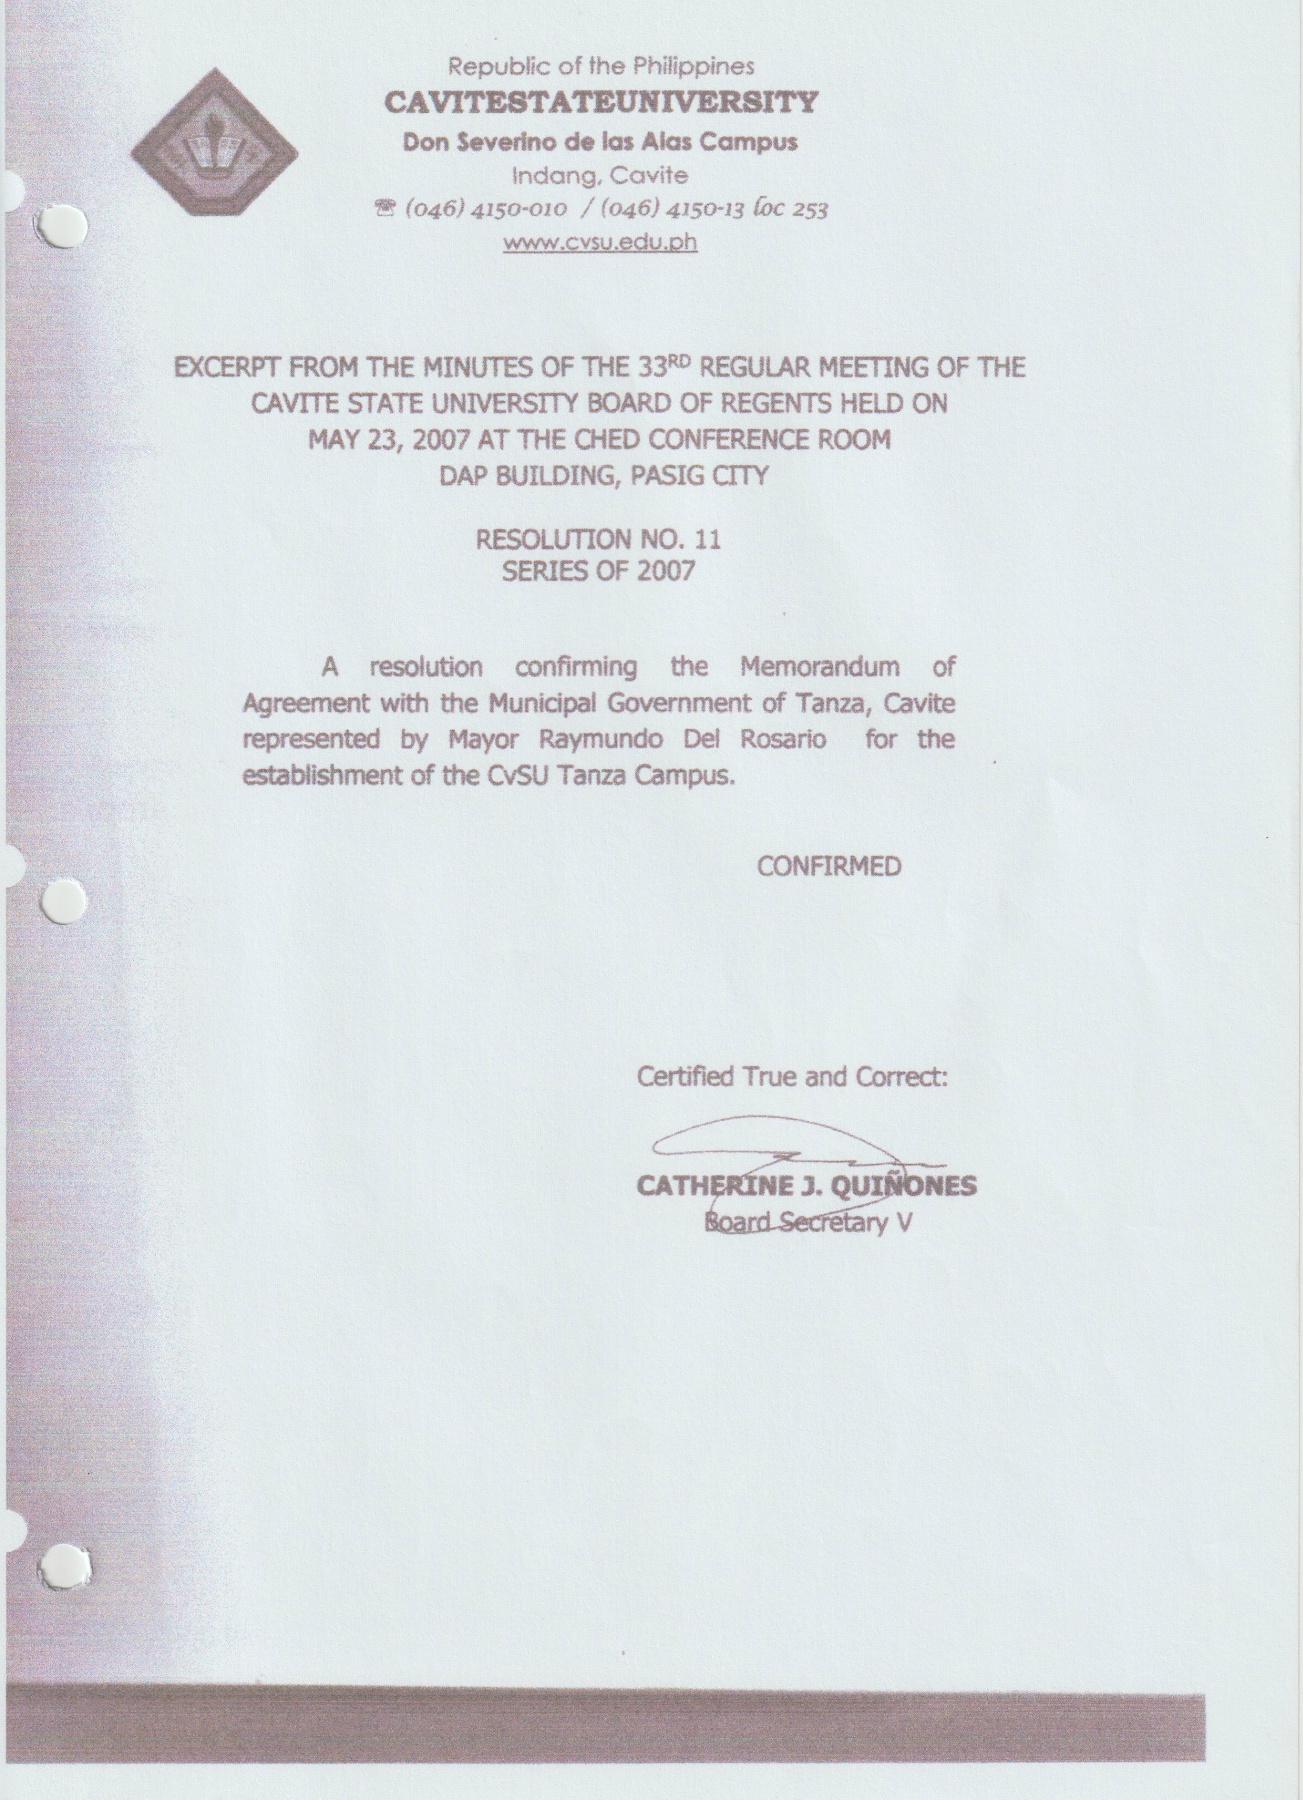 Republic of the Philippines
CAVITESTATEUNIVERSITY
Don Severino de las Alas Campus
Indang, Cavite
☏ (046) 4150-010 / (046) 4150-13 loc 253
www.cvsu.edu.ph
EXCERPT FROM THE MINUTES OF THE 33RD REGULAR MEETING OF THE
CAVITE STATE UNIVERSITY BOARD OF REGENTS HELD ON
MAY 23, 2007 AT THE CHED CONFERENCE ROOM
DAP BUILDING, PASIG CITY
RESOLUTION NO. 11
SERIES OF 2007
A resolution confirming the Memorandum of
Agreement with the Municipal Government of Tanza, Cavite
represented by Mayor Raymundo Del Rosario for the
establishment of the CvSU Tanza Campus.
CONFIRMED
Certified True and Correct:
CATHERINE J. QUIÑONES
Board Secretary V